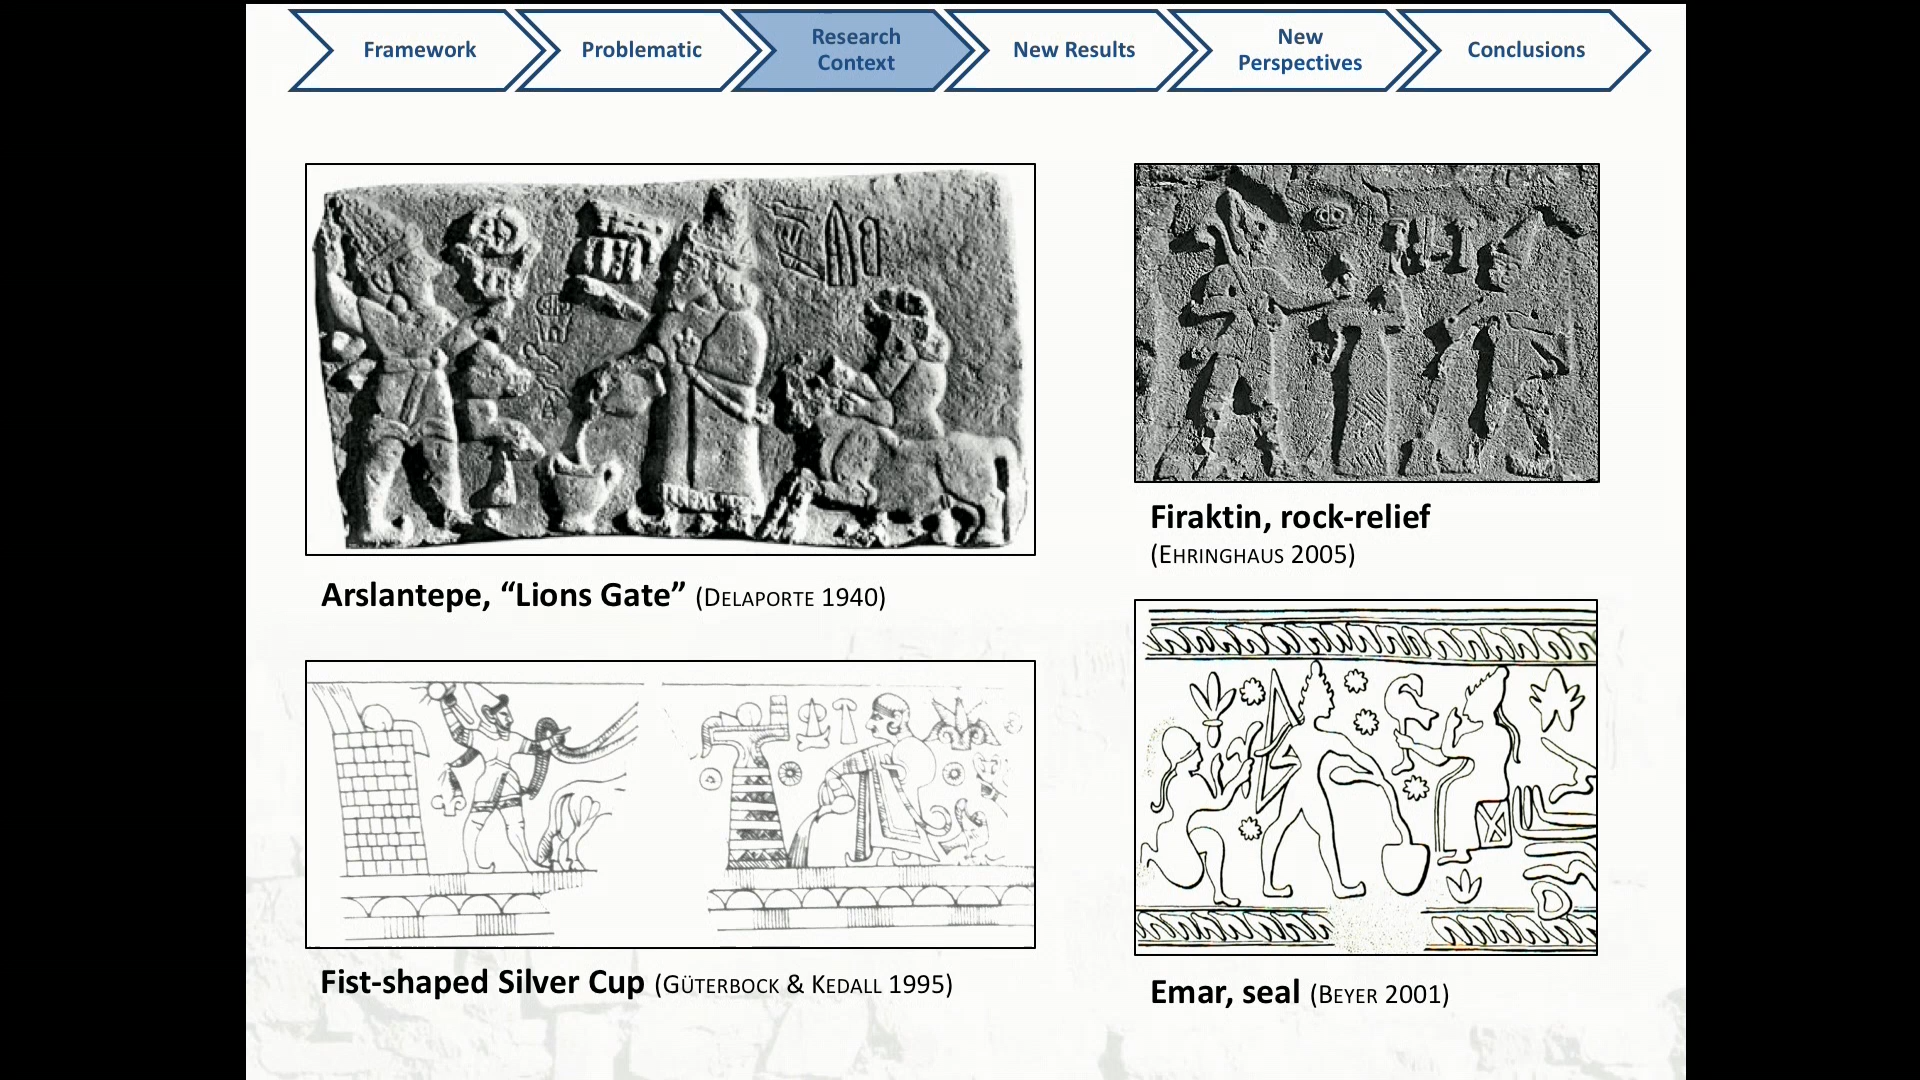 Framework
Problematic
Research
Context
New Results
New
Perspectives
Conclusions
Arslantepe, “Lions Gate” (Delaporte 1940)
Firaktin, rock-relief
(Ehringhaus 2005)
Fist-shaped Silver Cup (Güterbock & Kedall 1995)
Emar, seal (Beyer 2001)